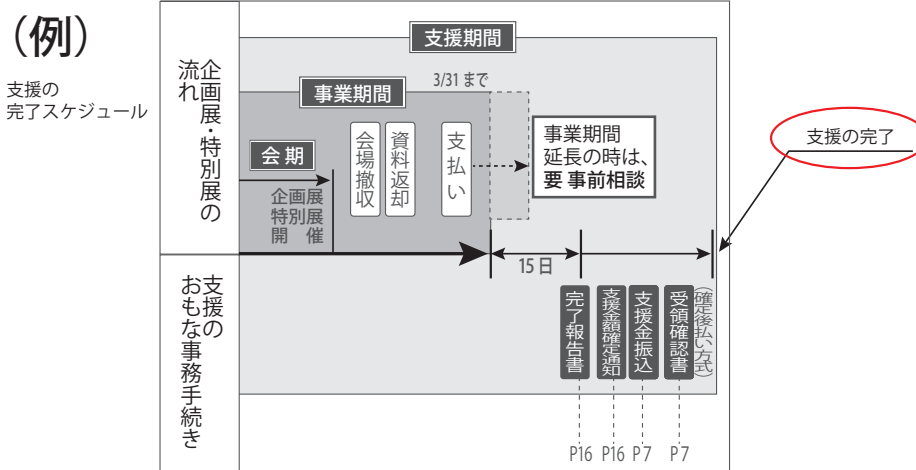 （例）
支援の
完了スケジュール
企画展・特別展の
流れ
支援期間
3/31 まで
事業期間
会 期
企画展
特別展
開　催
会場撤収
資料返却
支払い
事業期間
延長の時は、
要 事前相談
支援の完了
15 日
支援の
おもな事務手続き
完了報告書
支援金額確定通知
支援金振込
受領確認書
（確定後払い方式）
P16
P16
P7
P7